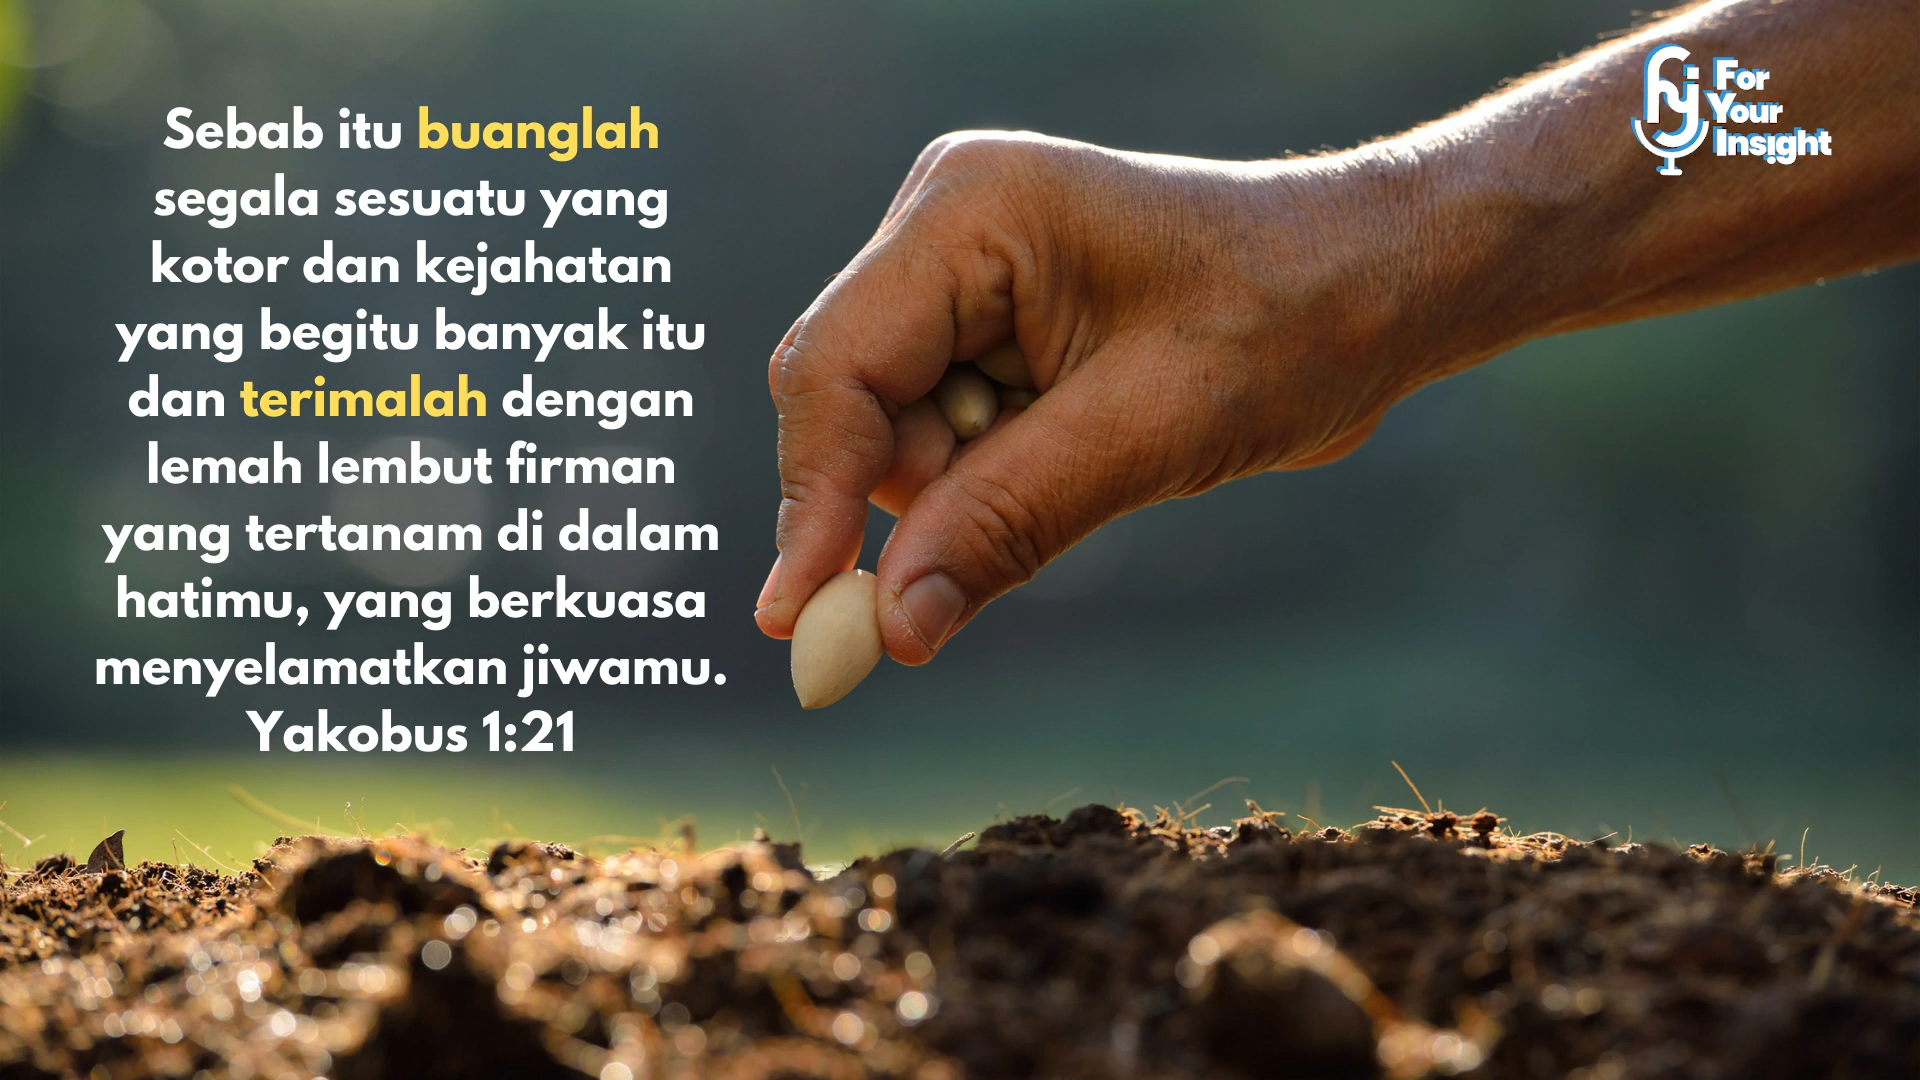 Sebab itu buanglah
segala sesuatu yang
kotor dan kejahatan
yang begitu banyak itu
dan terimalah dengan
lemah lembut firman
yang tertanam di dalam
hatimu, yang berkuasa
menyelamatkan jiwamu.
Yakobus 1:21
For
Your
Insight